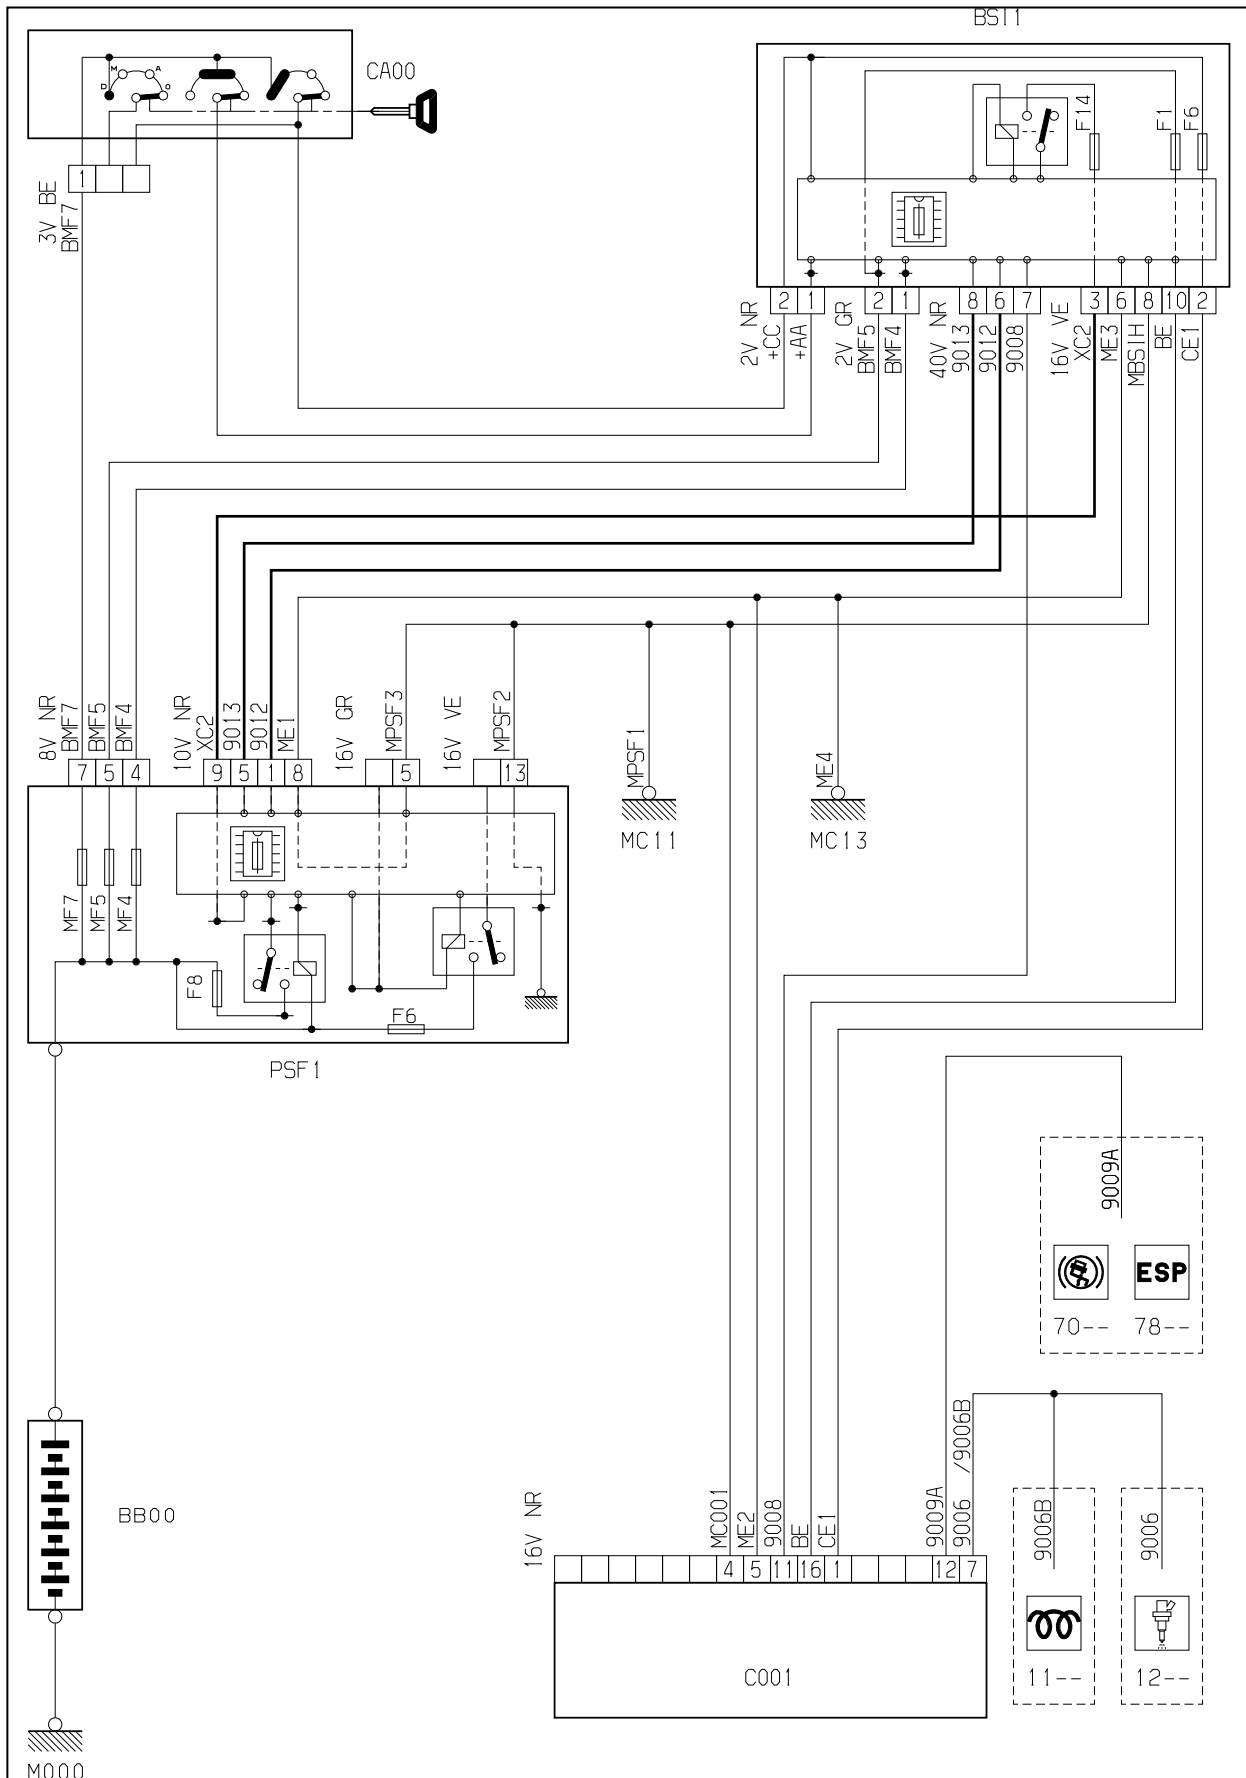 BSI1
CA00
M A
D O
F14
F1
F6
1
3V BE
BMF7
2 1 2 1 8 6 7 3 6 8 10 2
2V NR
+CC
+AA
2V GR
BMF5
BMF4
40V NR
9013
9012
9008
16V VE
XC2
ME3
MBSIH
BE
CE1
8V NR
BMF7
BMF5
BMF4
10V NR
XC2
9013
9012
ME1
16V GR
MPSF3
16V VE
MPSF2
MPSF1
ME4
7 5 4 9 5 1 8 5 13
MC11
MC13
MF7
MF5
MF4
F8
F6
PSF1
9009A
ESP
70--
78--
BB00
16V NR
MC001
ME2
9008
BE
CE1
9009A
9006
/9006B
9006B
9006
4 5 11 16 1 12 7
C001
11--
12--
M000